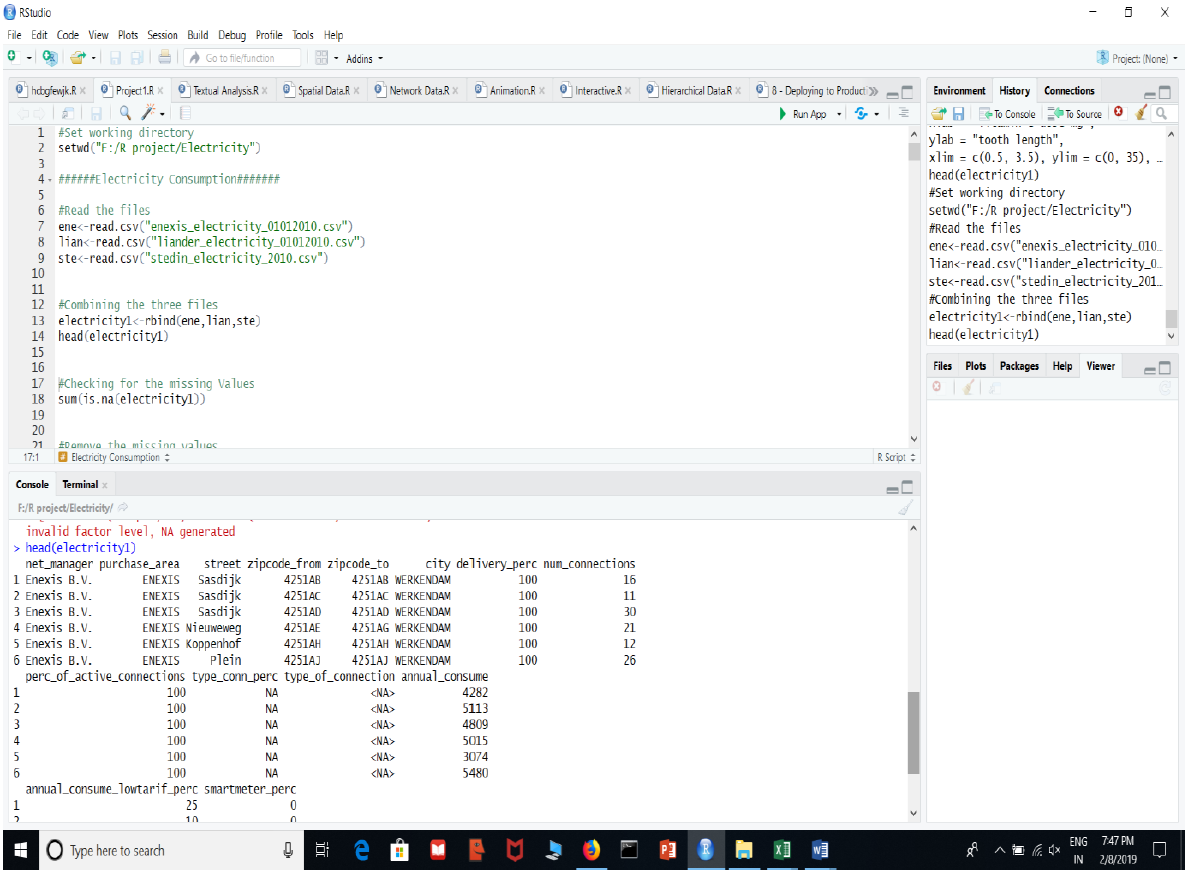 RStudio
File Edit Code View Plots Session Build Debug Profile Tools Help
Go to file/function Addins Project: (None)
hdbgfewjk.R Project1.R Textual Analysis.R Spatial Data.R Network Data.R Animation.R Interactive.R Hierarchical Data.R 8 - Deploying to Producti
Run App
1 #Set working directory
2 setwd("F:/R project/Electricity")
3
4 ######Electricity Consumption#######
5
6 #Read the files
7 ene<-read.csv("enexis_electricity_01012010.csv")
8 lian<-read.csv("liander_electricity_01012010.csv")
9 ste<-read.csv("stedin_electricity_2010.csv")
10
11
12 #Combining the three files
13 electricity1<-rbind(ene,lian,ste)
14 head(electricity1)
15
16
17 #Checking for the missing Values
18 sum(is.na(electricity1))
19
20
21 #Remove the missing values
17:1 Electricity Consumption R Script
Console Terminal
F:/R project/Electricity/
invalid factor level, NA generated
> head(electricity1)
net_manager purchase_area street zipcode_from zipcode_to city delivery_perc num_connections
1 Enexis B.V. ENEXIS Sasdijk 4251AB 4251AB WERKENDAM 100 16
2 Enexis B.V. ENEXIS Sasdijk 4251AC 4251AC WERKENDAM 100 11
3 Enexis B.V. ENEXIS Sasdijk 4251AD 4251AD WERKENDAM 100 30
4 Enexis B.V. ENEXIS Nieuweweg 4251AE 4251AG WERKENDAM 100 21
5 Enexis B.V. ENEXIS Koppenhof 4251AH 4251AH WERKENDAM 100 12
6 Enexis B.V. ENEXIS Plein 4251AJ 4251AJ WERKENDAM 100 26
perc_of_active_connections type_conn_perc type_of_connection annual_consume
1 100 NA <NA> 4282
2 100 NA <NA> 5113
3 100 NA <NA> 4809
4 100 NA <NA> 5015
5 100 NA <NA> 3074
6 100 NA <NA> 5480
annual_consume_lowtarif_perc smartmeter_perc
1 25 0
2 10 0
Environment History Connections
To Console To Source
ylab = "tooth length",
xlim = c(0.5, 3.5), ylim = c(0, 35), …
head(electricity1)
#Set working directory
setwd("F:/R project/Electricity")
#Read the files
ene<-read.csv("enexis_electricity_010…
lian<-read.csv("liander_electricity_0…
ste<-read.csv("stedin_electricity_201…
#Combining the three files
electricity1<-rbind(ene,lian,ste)
head(electricity1)
Files Plots Packages Help Viewer
Type here to search
ENG
IN
7:47 PM
2/8/2019